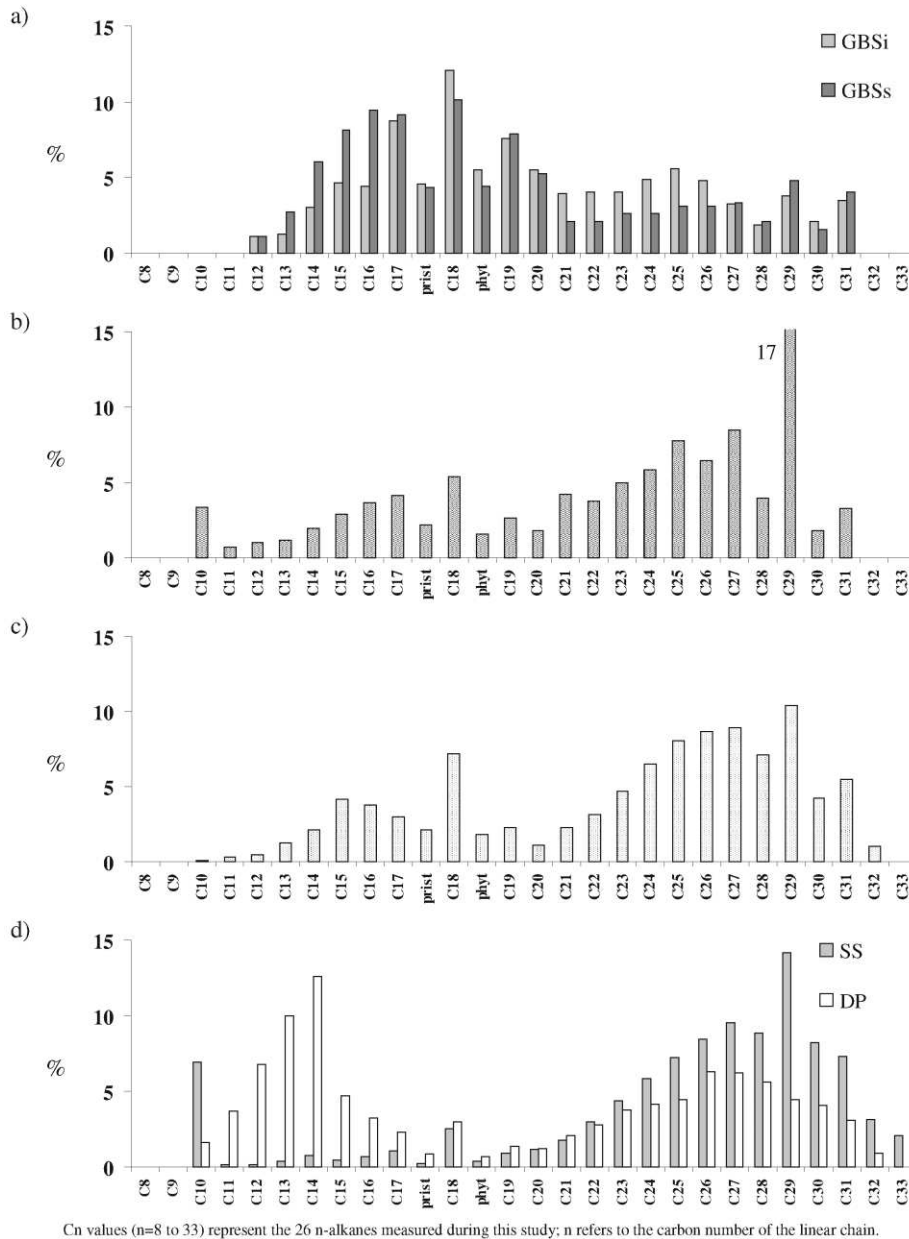 a)
15
10
%
5
0
GBSi
GBSs
C8 C9 C10 C11 C12 C13 C14 C15 C16 C17 prist C18 phyt C19 C20 C21 C22 C23 C24 C25 C26 C27 C28 C29 C30 C31 C32 C33
b)
15
17
10
%
5
0
C8 C9 C10 C11 C12 C13 C14 C15 C16 C17 prist C18 phyt C19 C20 C21 C22 C23 C24 C25 C26 C27 C28 C29 C30 C31 C32 C33
c)
15
10
%
5
0
C8 C9 C10 C11 C12 C13 C14 C15 C16 C17 prist C18 phyt C19 C20 C21 C22 C23 C24 C25 C26 C27 C28 C29 C30 C31 C32 C33
d)
15
10
%
5
0
SS
DP
C8 C9 C10 C11 C12 C13 C14 C15 C16 C17 prist C18 phyt C19 C20 C21 C22 C23 C24 C25 C26 C27 C28 C29 C30 C31 C32 C33
Cn values (n=8 to 33) represent the 26 n-alkanes measured during this study; n refers to the carbon number of the linear chain.